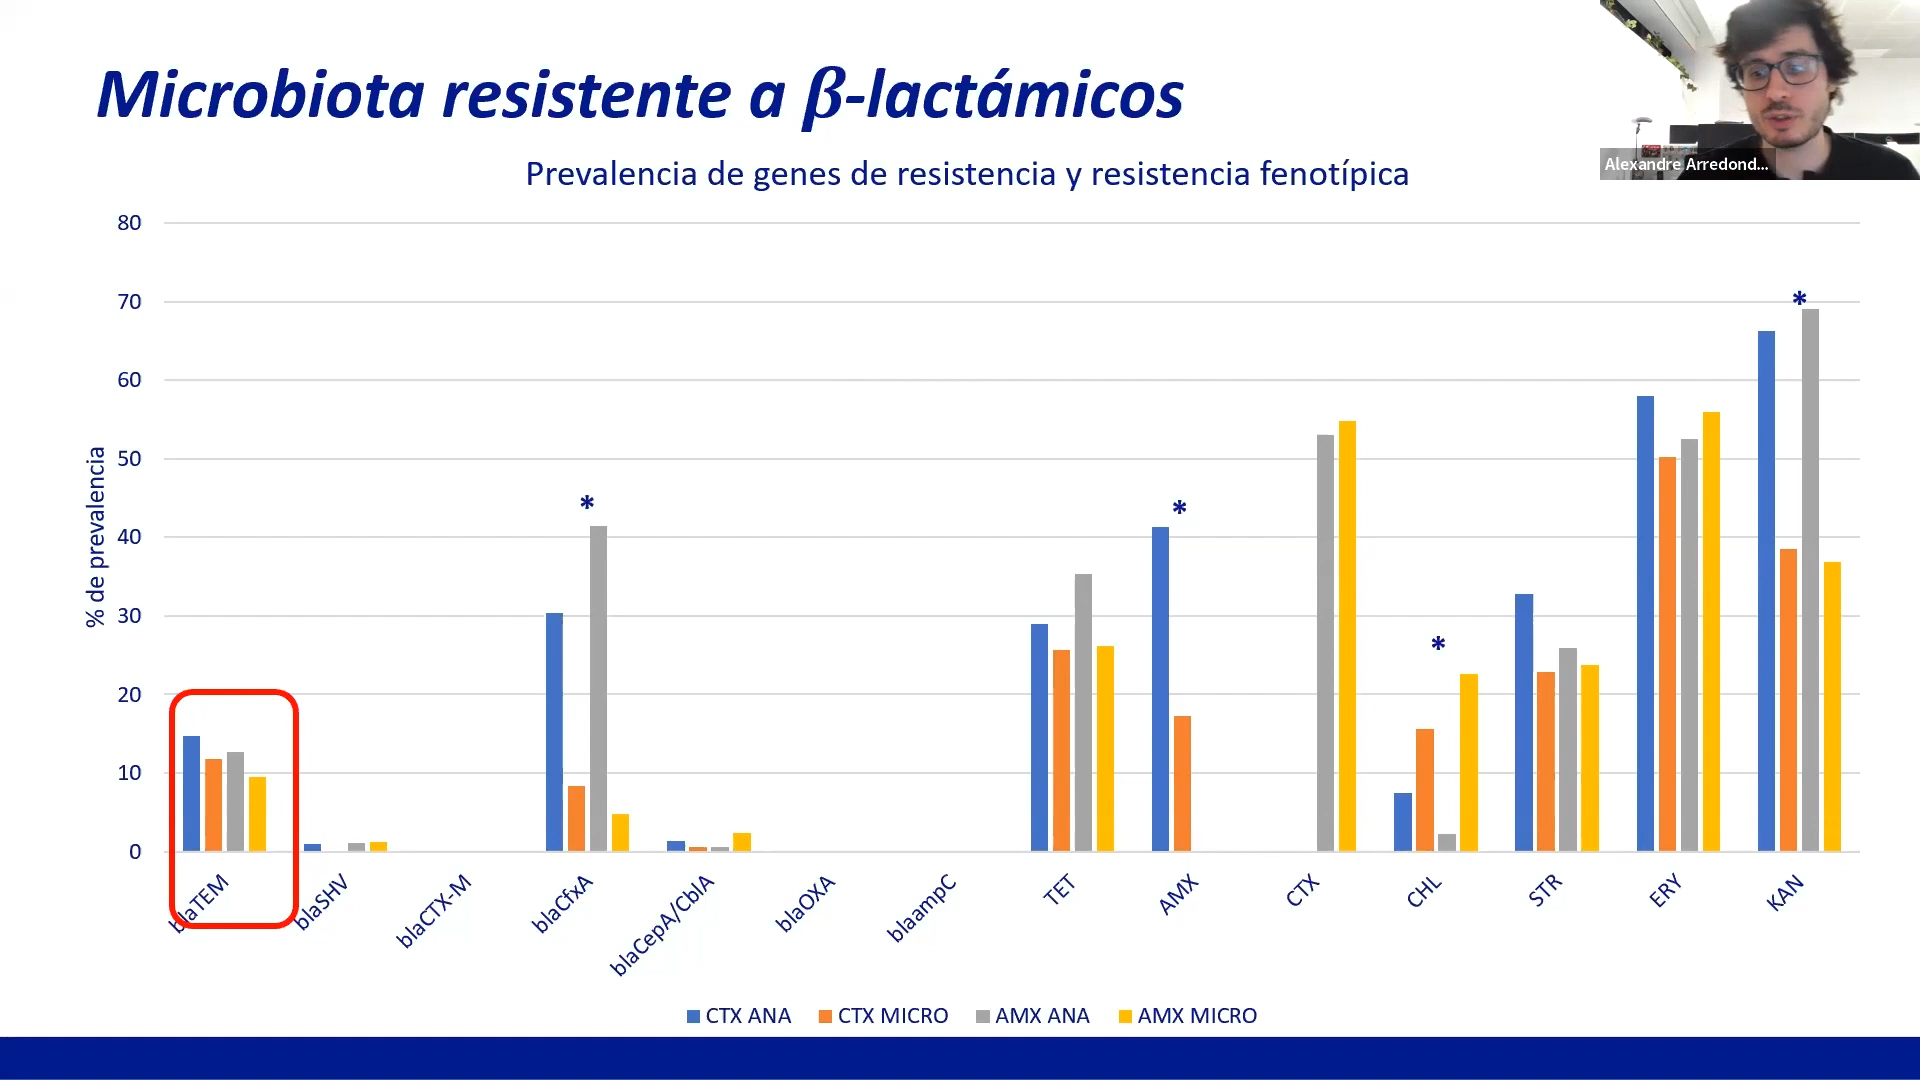 Microbiota resistente a β-lactámicos
Alexandre Arredond...
Prevalencia de genes de resistencia y resistencia fenotípica
% de prevalencia
80
70
60
50
40
30
20
10
0
*
*
*
*
blaTEM
blaSHV
blaCTX-M
blaCfxA
blaCepA/CblA
blaOXA
blaampC
TET
AMX
CTX
CHL
STR
ERY
KAN
CTX ANA CTX MICRO AMX ANA AMX MICRO